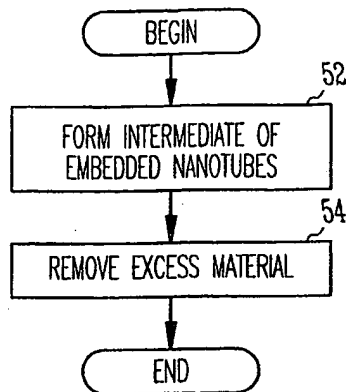 BEGIN
52
FORM INTERMEDIATE OF
EMBEDDED NANOTUBES
54
REMOVE EXCESS MATERIAL
END